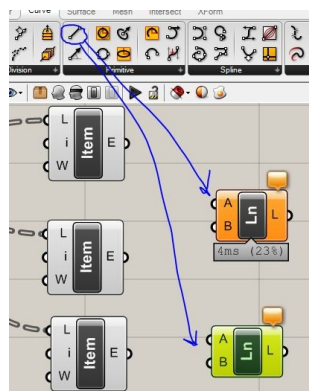 Curve Surface Mesh Intersect XForm
Division Primitive Spline
L
i
W
Item
E
A
B
Ln
L
4ms (23%)
L
i
W
Item
E
L
i
W
Item
E
A
B
Ln
L